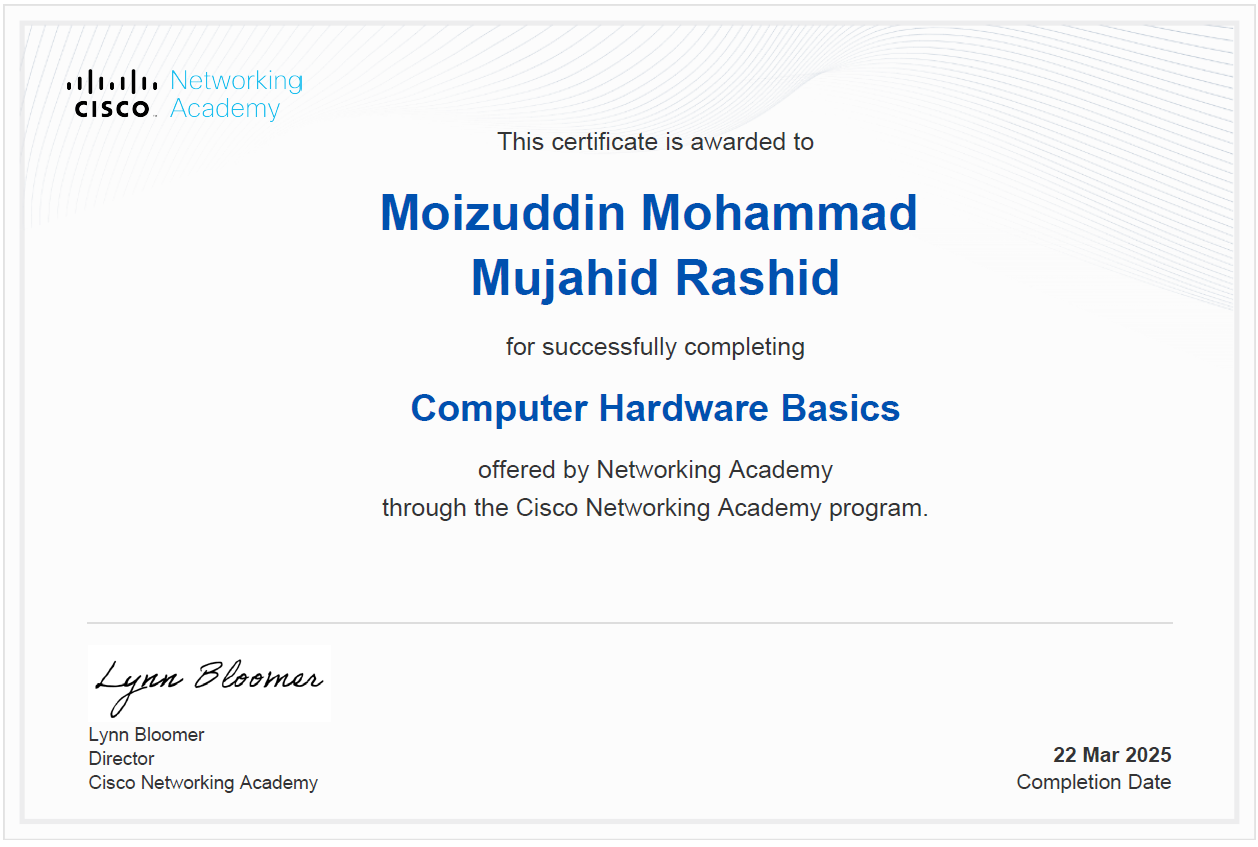 CISCO Networking
Academy
This certificate is awarded to
Moizuddin Mohammad
Mujahid Rashid
for successfully completing
Computer Hardware Basics
offered by Networking Academy
through the Cisco Networking Academy program.
Lynn Bloomer
Lynn Bloomer
Director
Cisco Networking Academy
22 Mar 2025
Completion Date